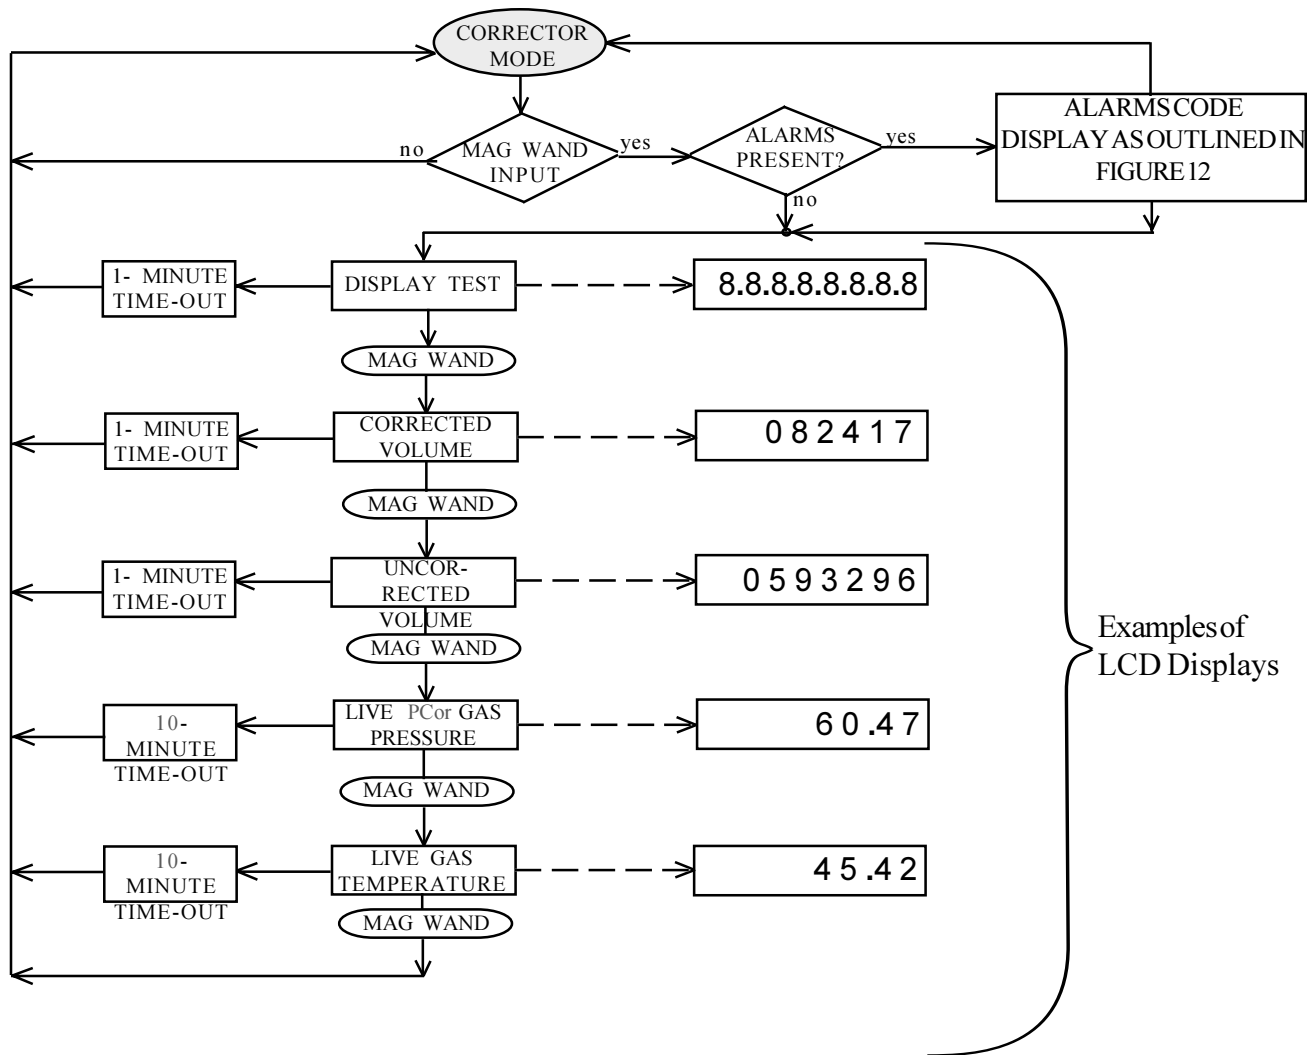 CORRECTOR
MODE
no
MAG WAND
INPUT
yes
ALARMS
PRESENT?
yes
no
ALARMS CODE
DISPLAY AS OUTLINED IN
FIGURE 12
1- MINUTE
TIME-OUT
DISPLAY TEST
8.8.8.8.8.8.8.8
MAG WAND
1- MINUTE
TIME-OUT
CORRECTED
VOLUME
082417
MAG WAND
1- MINUTE
TIME-OUT
UNCOR-
RECTED
VOLUME
0593296
MAG WAND
Examples of
LCD Displays
10-
MINUTE
TIME-OUT
LIVE PCor GAS
PRESSURE
60.47
MAG WAND
10-
MINUTE
TIME-OUT
LIVE GAS
TEMPERATURE
45.42
MAG WAND